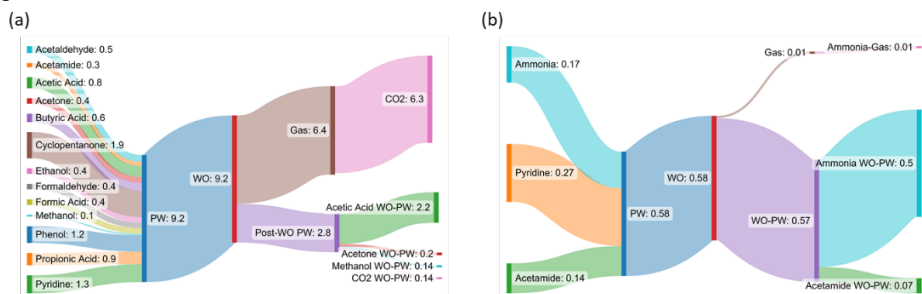 (a)
(b)
Acetaldehyde: 0.5
Acetamide: 0.3
Acetic Acid: 0.8
Acetone: 0.4
Butyric Acid: 0.6
Cyclopentanone: 1.9
Ethanol: 0.4
Formaldehyde: 0.4
Formic Acid: 0.4
Methanol: 0.1
Phenol: 1.2
Propionic Acid: 0.9
Pyridine: 1.3
PW: 9.2
WO: 9.2
Gas: 6.4
CO2: 6.3
Post-WO PW: 2.8
Acetic Acid WO-PW: 2.2
Acetone WO-PW: 0.2
Methanol WO-PW: 0.14
CO2 WO-PW: 0.14
Ammonia: 0.17
Pyridine: 0.27
Acetamide: 0.14
PW: 0.58
WO: 0.58
Gas: 0.01
Ammonia-Gas: 0.01
WO-PW: 0.57
Ammonia WO-PW: 0.5
Acetamide WO-PW: 0.07